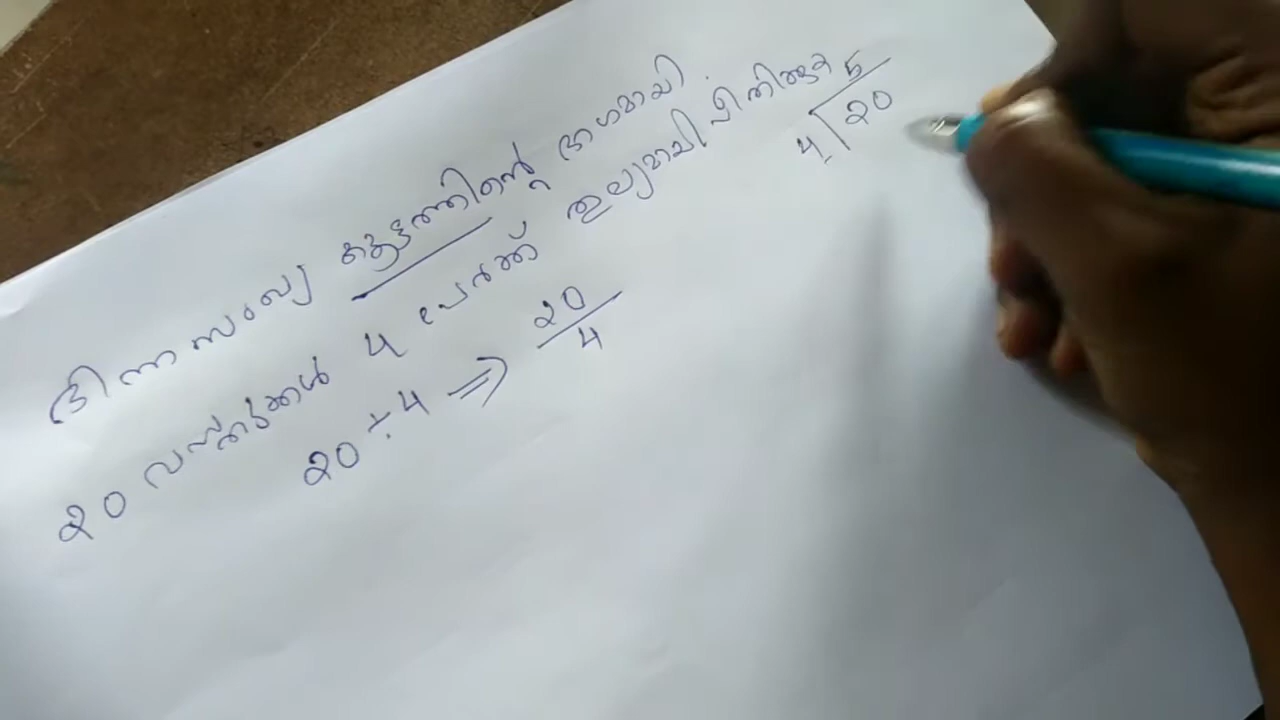 ഭിന്നസംഖ്യ കൂട്ടത്തിന്റെ ഭാഗമായി
20 വസ്തുക്കൾ 4 പേർക്ക് തുല്യമായി
5
4 20
20 ÷ 4 ⇒ 20/4